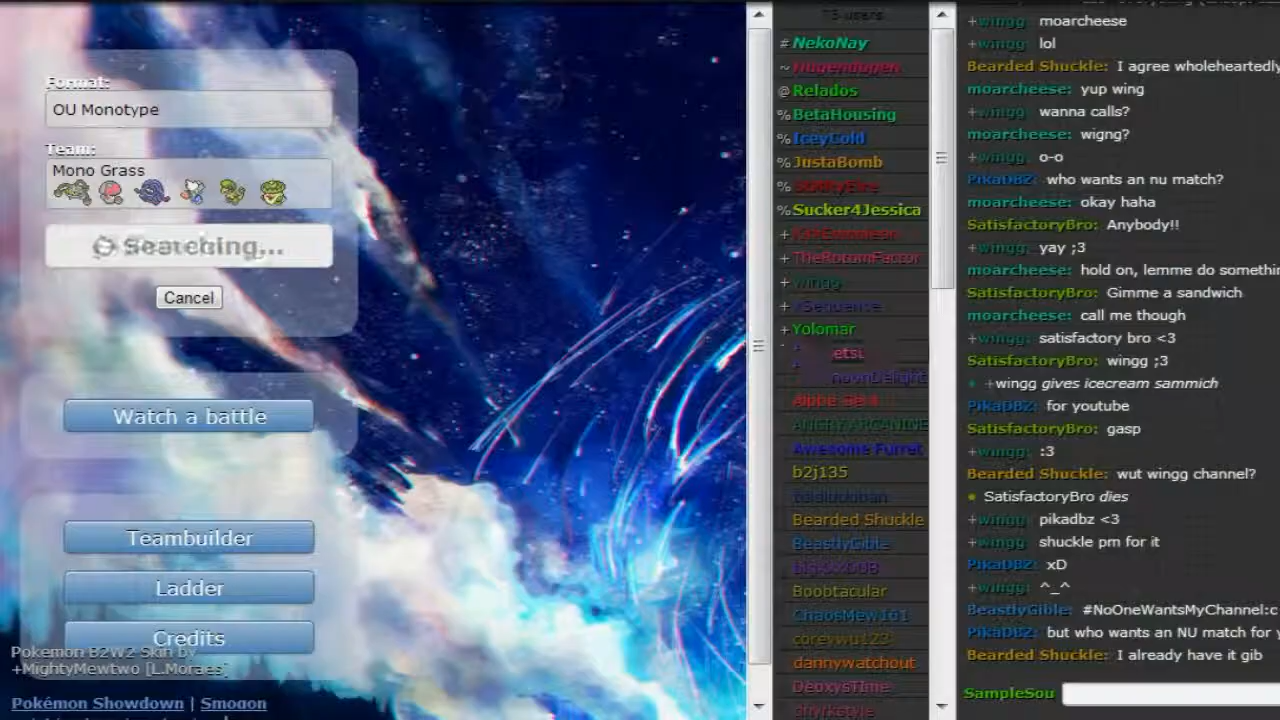 Format:
OU Monotype
Team:
Mono Grass
Searching...
Cancel
Watch a battle
Teambuilder
Ladder
Credits
Pokemon B2W2 Skin by
+MightyMewtwo [L.Moraes]
Pokémon Showdown | Smogon
users
#NekoNay
@Relados
%BetaHousing
%IceyCold
%JustaBomb
%Sucker4Jessica
+TheRotomFactor
+wingg
+Yolomar
ANGRY ARCANINE
Awesome Furret
b2j135
Bearded Shuckle
BeastlyGible
Boobtacular
ChaosMew161
coreywu123
dannywatchout
DeoxysTime
+wingg: moarcheese
+wingg: lol
Bearded Shuckle: I agree wholeheartedly
moarcheese: yup wing
+wingg: wanna calls?
moarcheese: wigng?
+wingg: o-o
PikaDBZ: who wants an nu match?
moarcheese: okay haha
SatisfactoryBro: Anybody!!
+wingg: yay ;3
moarcheese: hold on, lemme do somethin
SatisfactoryBro: Gimme a sandwich
moarcheese: call me though
+wingg: satisfactory bro <3
SatisfactoryBro: wingg ;3
• +wingg gives icecream sammich
PikaDBZ: for youtube
SatisfactoryBro: gasp
+wingg: :3
Bearded Shuckle: wut wingg channel?
• SatisfactoryBro dies
+wingg: pikadbz <3
+wingg: shuckle pm for it
PikaDBZ: xD
+wingg: ^_^
BeastlyGible: #NoOneWantsMyChannel:c
PikaDBZ: but who wants an NU match for y
Bearded Shuckle: I already have it gib
SampleSou